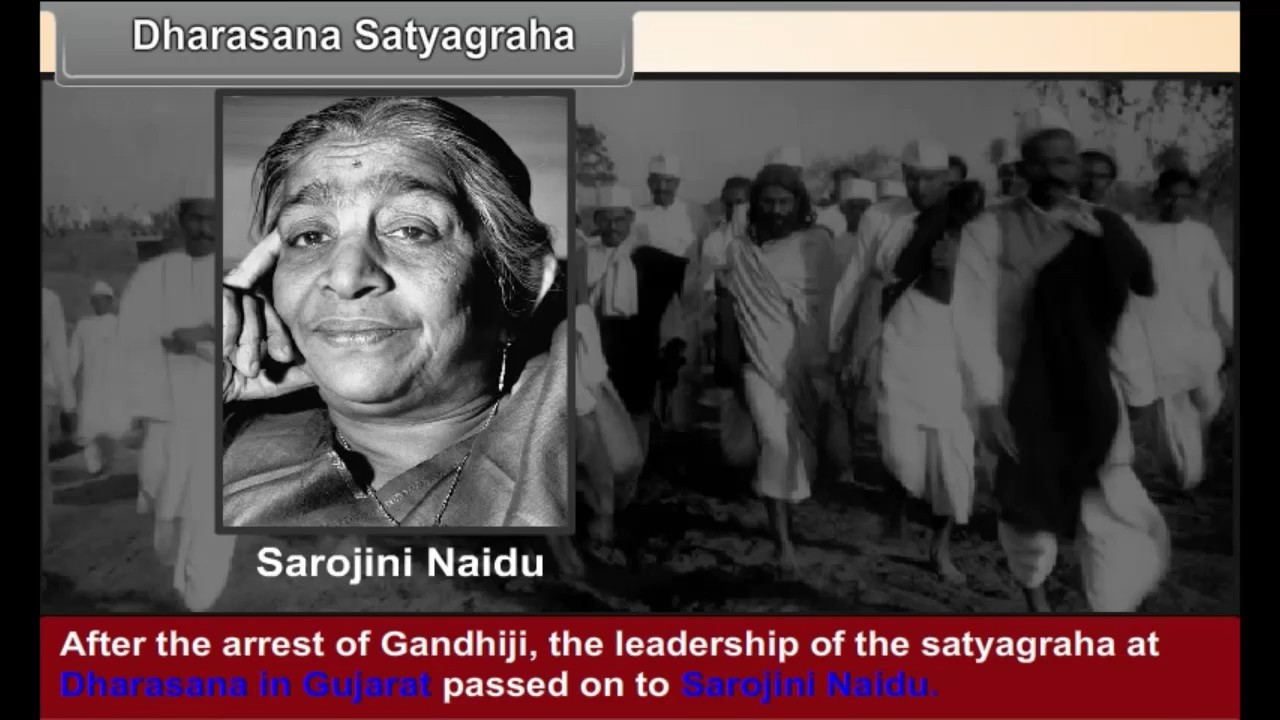 Dharasana Satyagraha
Sarojini Naidu
After the arrest of Gandhiji, the leadership of the satyagraha at
Dharasana in Gujarat passed on to Sarojini Naidu.